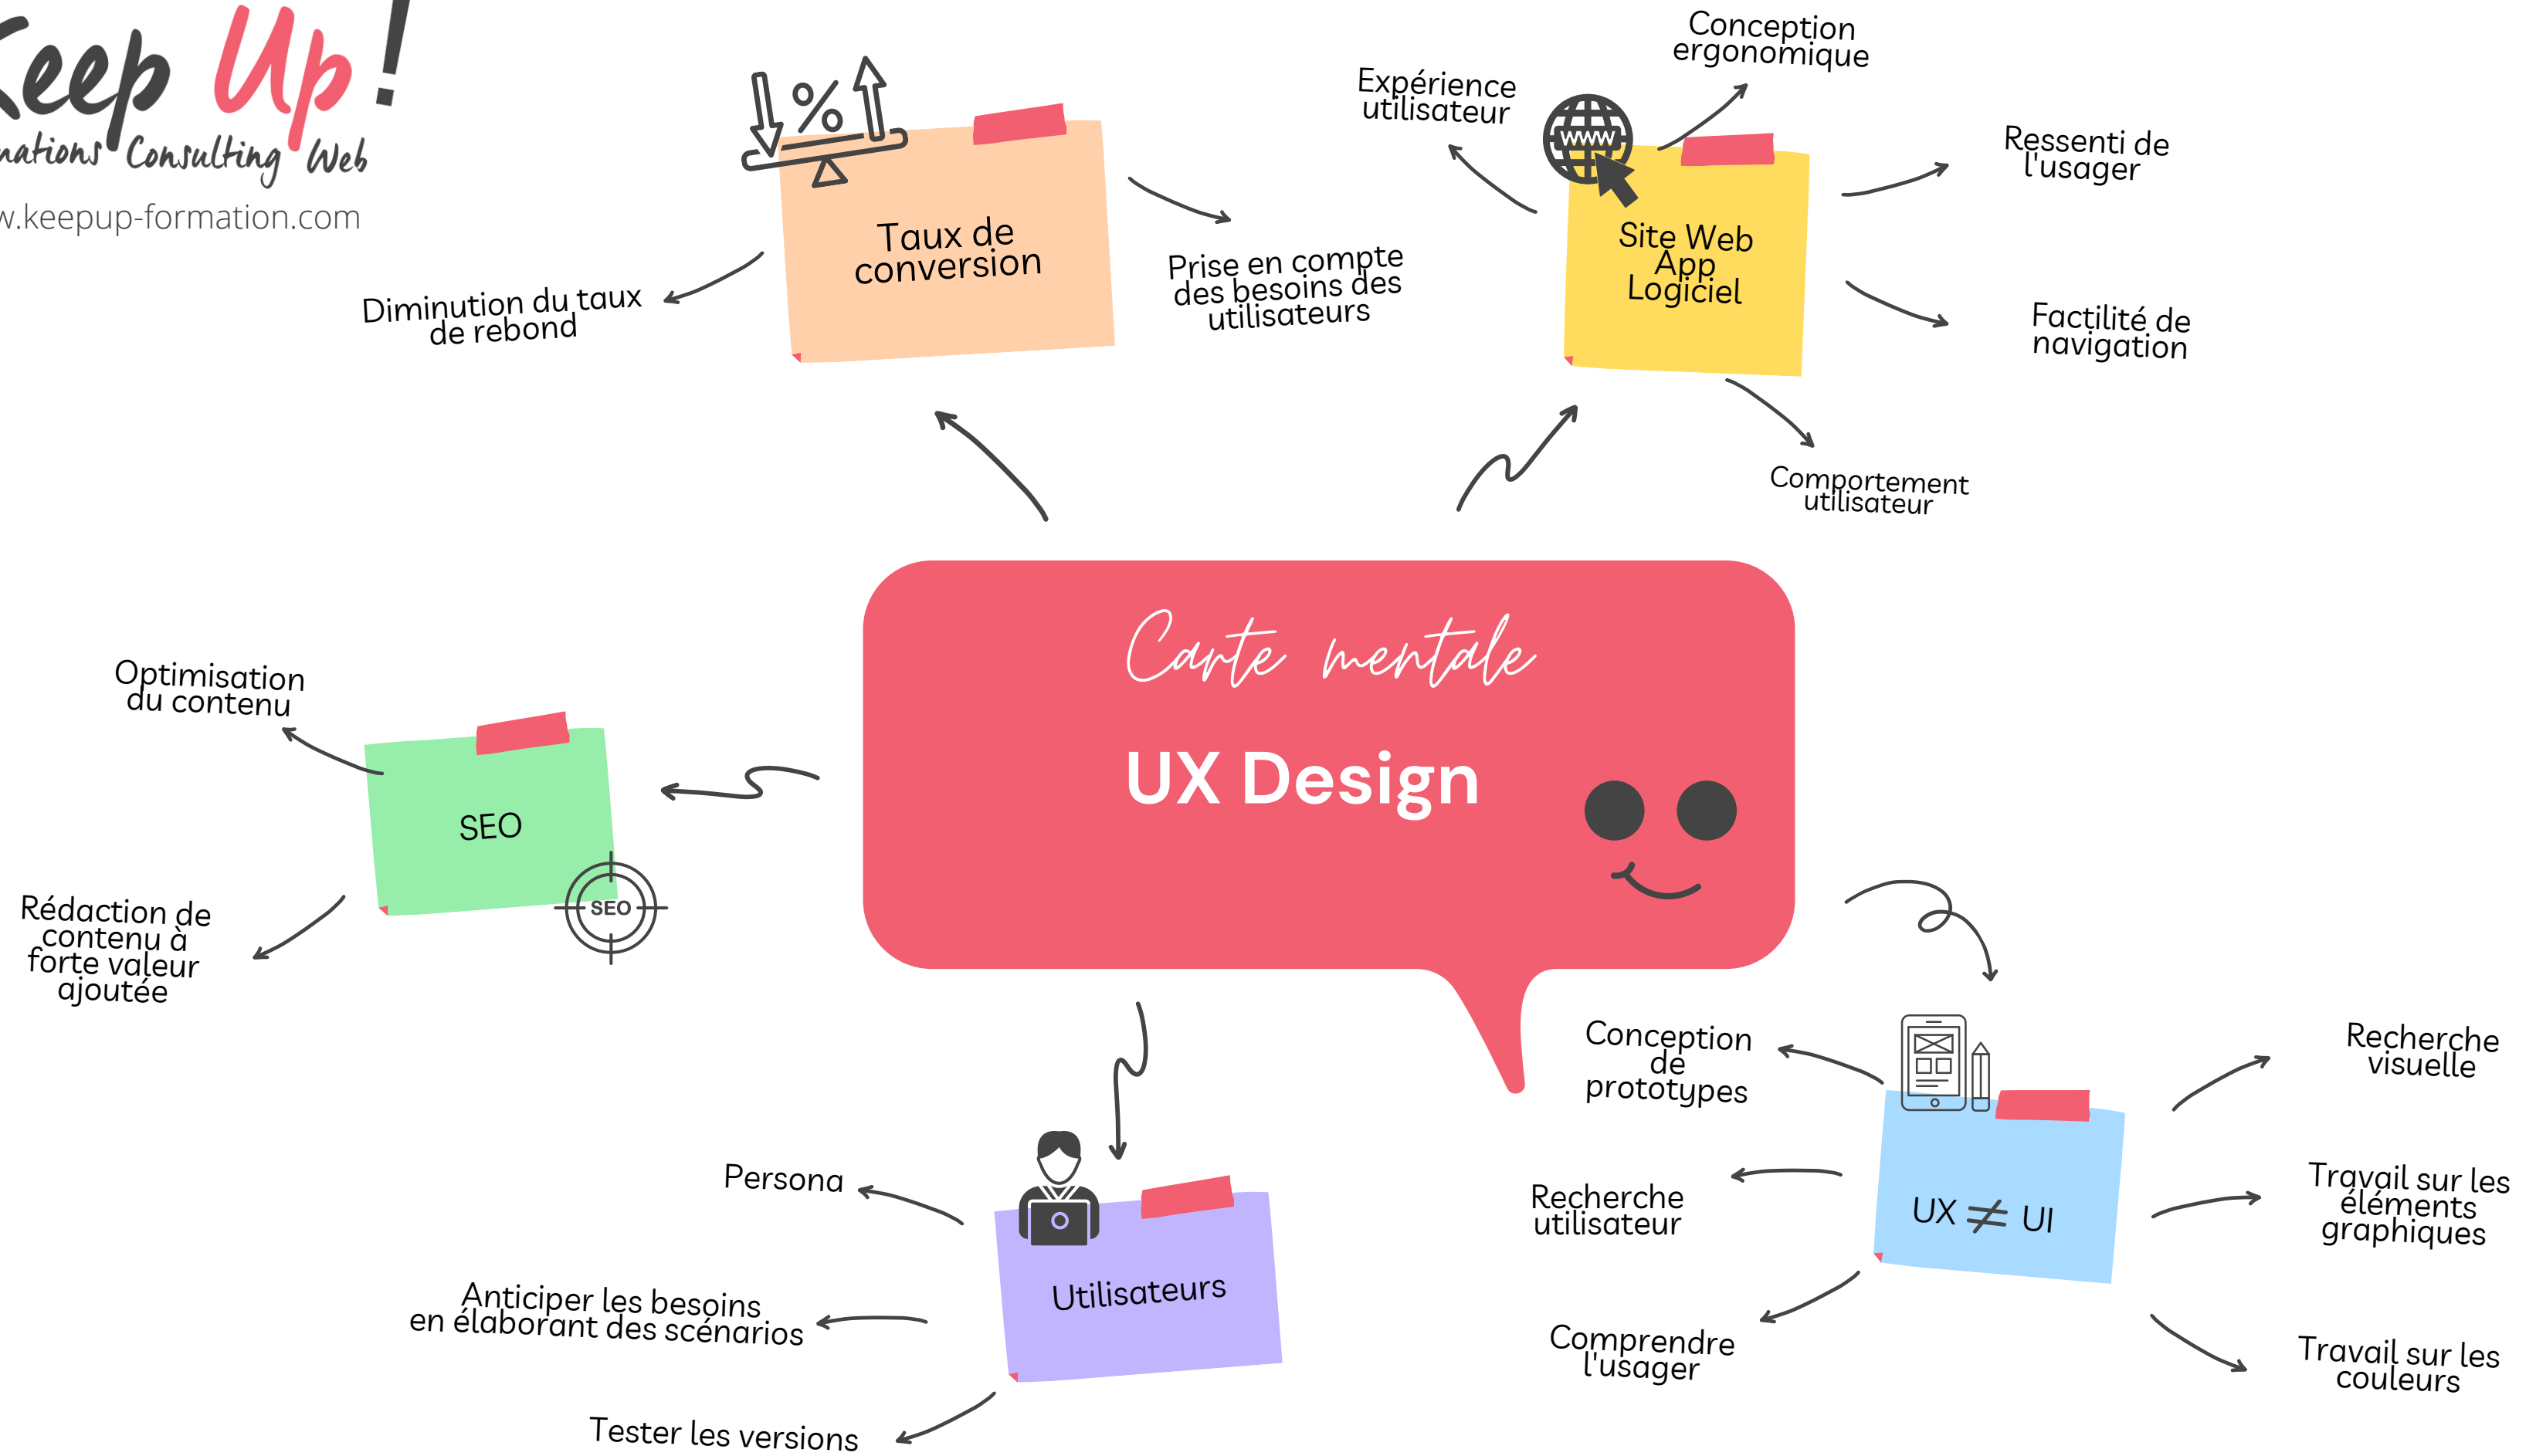 Keep Up!
Consulting Web
w.keepup-formation.com
%
Taux de
conversion
Diminution du taux
de rebond
Prise en compte
des besoins des
utilisateurs
www
Site Web
App
Logiciel
Expérience
utilisateur
Conception
ergonomique
Ressenti de
l'usager
Factilité de
navigation
Comportement
utilisateur
Carte mentale
UX Design
SEO
SEO
Optimisation
du contenu
Rédaction de
contenu à
forte valeur
ajoutée
Utilisateurs
Persona
Anticiper les besoins
en élaborant des scénarios
Tester les versions
UX ≠ UI
Conception
de
prototypes
Recherche
utilisateur
Comprendre
l'usager
Recherche
visuelle
Travail sur les
éléments
graphiques
Travail sur les
couleurs